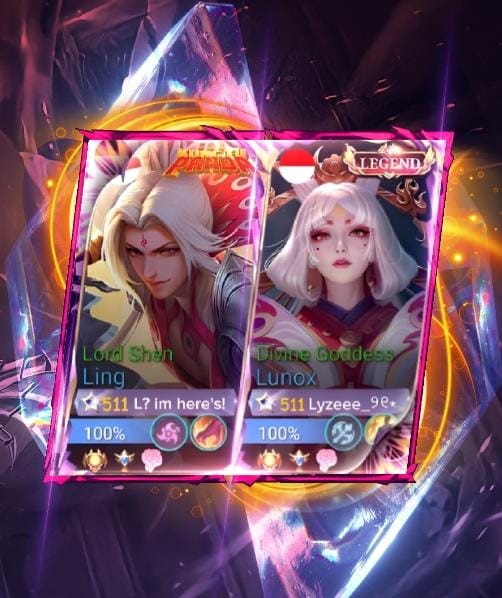 KUNG FU PANDA
LEGEND
Lord Shen
Ling
511 L? im here's!
100%
Divine Goddess
Lunox
511 Lyzeee_୨୧⋆
100%